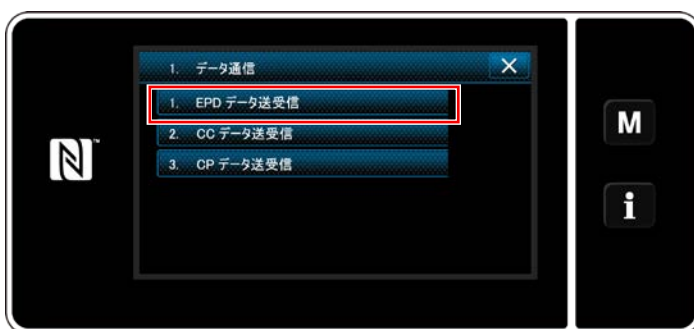 1. データ通信
1. EPD データ送受信
2. CC データ送受信
3. CP データ送受信
M
i